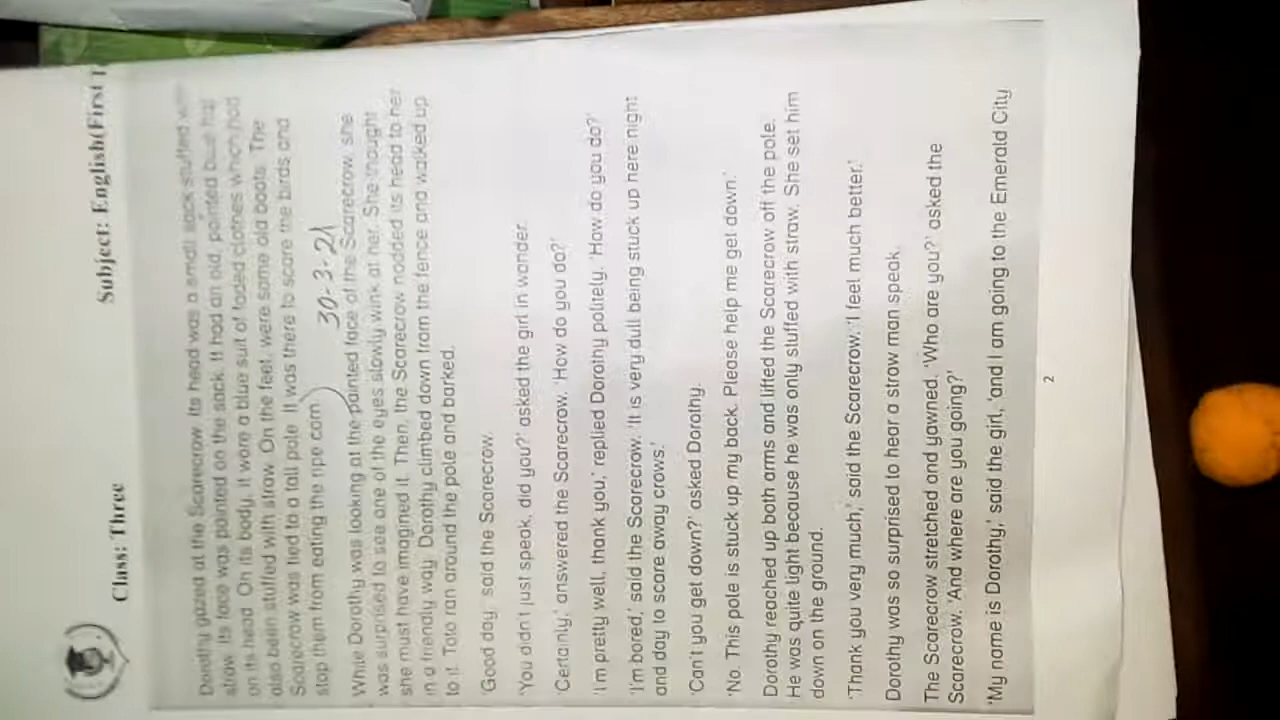 Class: Three
Subject: English(First
Dorothy gazed at the Scarecrow. Its head was a small sack stuffed with
straw. Its face was painted on the sack. It had an old, pointed blue hat
on its head. On its body, it wore a blue suit of faded clothes which had
also been stuffed with straw. On the feet, were some old boots. The
Scarecrow was tied to a tall pole. It was there to scare the birds and
stop them from eating the ripe corn.
30-3-21
While Dorothy was looking at the painted face of the Scarecrow, she
was surprised to see one of the eyes slowly wink at her. She thought
she must have imagined it. Then, the Scarecrow nodded its head to her
in a friendly way. Dorothy climbed down from the fence and walked up
to it. Toto ran around the pole and barked.
'Good day,' said the Scarecrow.
'You didn't just speak, did you?' asked the girl in wonder.
'Certainly,' answered the Scarecrow. 'How do you do?'
'I'm pretty well, thank you', replied Dorothy politely. 'How do you do?'
'I'm bored,' said the Scarecrow. 'It is very dull being stuck up here night
and day to scare away crows.'
'Can't you get down?' asked Dorothy.
'No. This pole is stuck up my back. Please help me get down.'
Dorothy reached up both arms and lifted the Scarecrow off the pole.
He was quite light because he was only stuffed with straw. She set him
down on the ground.
'Thank you very much,' said the Scarecrow. 'I feel much better.'
Dorothy was so surprised to hear a straw man speak.
The Scarecrow stretched and yawned. 'Who are you?' asked the
Scarecrow. 'And where are you going?'
'My name is Dorothy,' said the girl, 'and I am going to the Emerald City
2